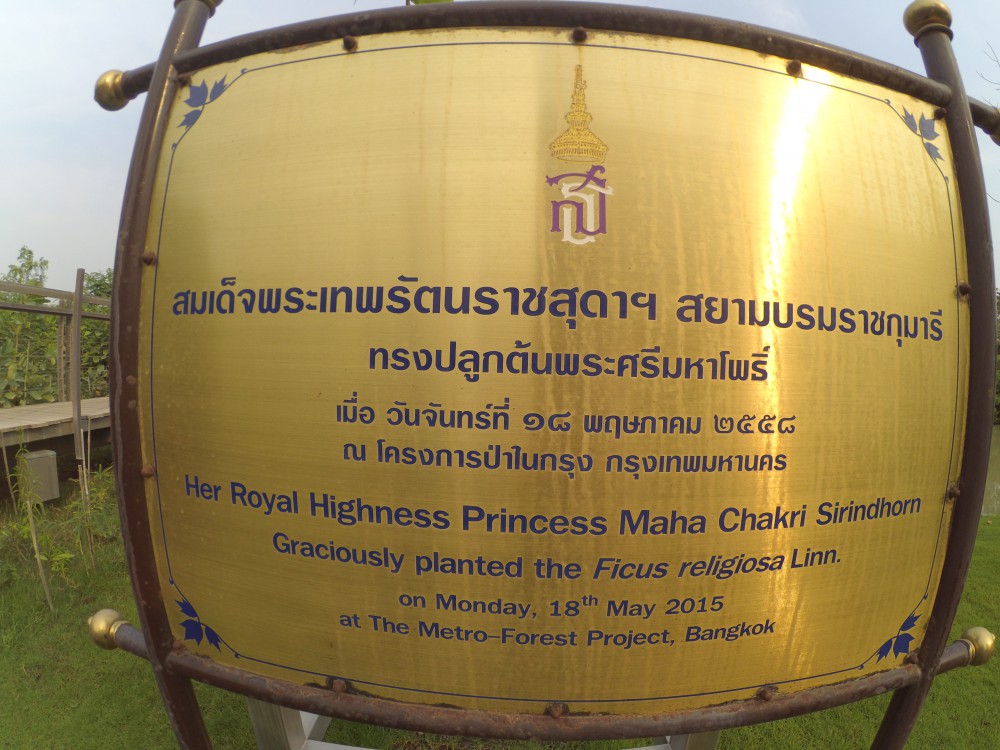 สธ
สมเด็จพระเทพรัตนราชสุดาฯ สยามบรมราชกุมารี
ทรงปลูกต้นพระศรีมหาโพธิ์
เมื่อ วันจันทร์ที่ ๑๘ พฤษภาคม ๒๕๕๘
ณ โครงการป่าในกรุง กรุงเทพมหานคร
Her Royal Highness Princess Maha Chakri Sirindhorn
Graciously planted the Ficus religiosa Linn.
on Monday, 18th May 2015
at The Metro–Forest Project, Bangkok